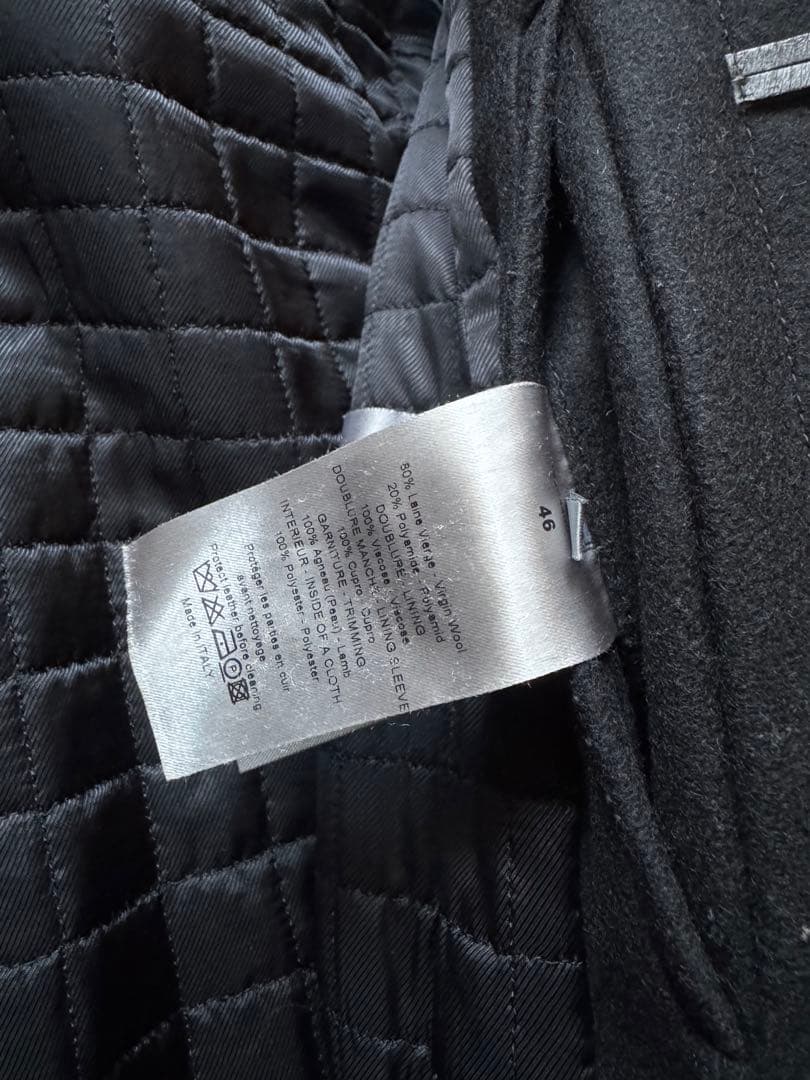 46
80% Laine Vierge - Virgin Wool
20% Polyamide - Polyamid
DOUBLURE - LINING
100% Viscose - Viscose
DOUBLURE MANCHE - LINING SLEEVE
100% Cupro - Cupro
GARNITURE - TRIMMING
100% Agneau (Peau) - Lamb
INTERIEUR - INSIDE OF A CLOTH
100% Polyester - Polyester
Protéger les parties en cuir
avant nettoyage
Protect leather before cleaning
P
Made in ITALY